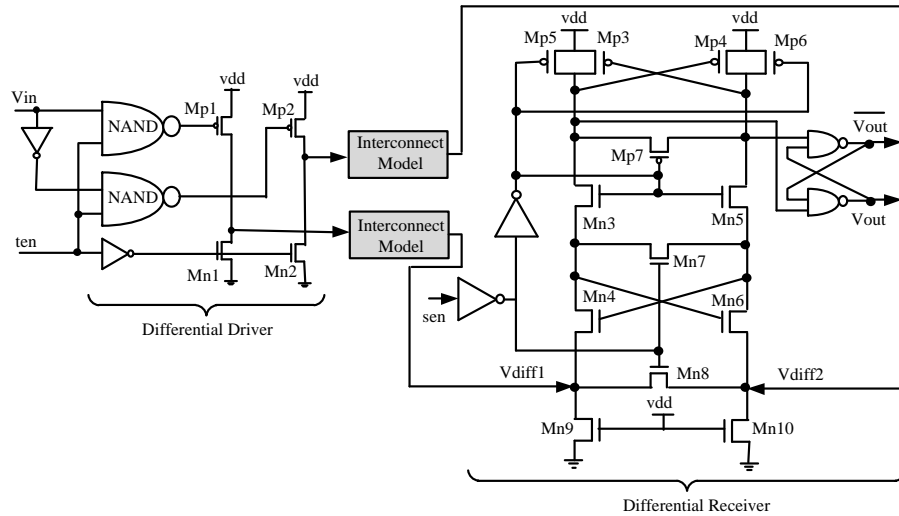 vdd
vdd
Mp5
Mp3
Mp4
Mp6
vdd
vdd
Vin
Mp1
Mp2
NAND
Interconnect
Model
Vout
Mp7
NAND
Mn3
Mn5
Vout
Interconnect
Model
ten
Mn1
Mn2
Mn7
Mn4
Mn6
sen
Differential Driver
Vdiff1
Mn8
Vdiff2
vdd
Mn9
Mn10
Differential Receiver